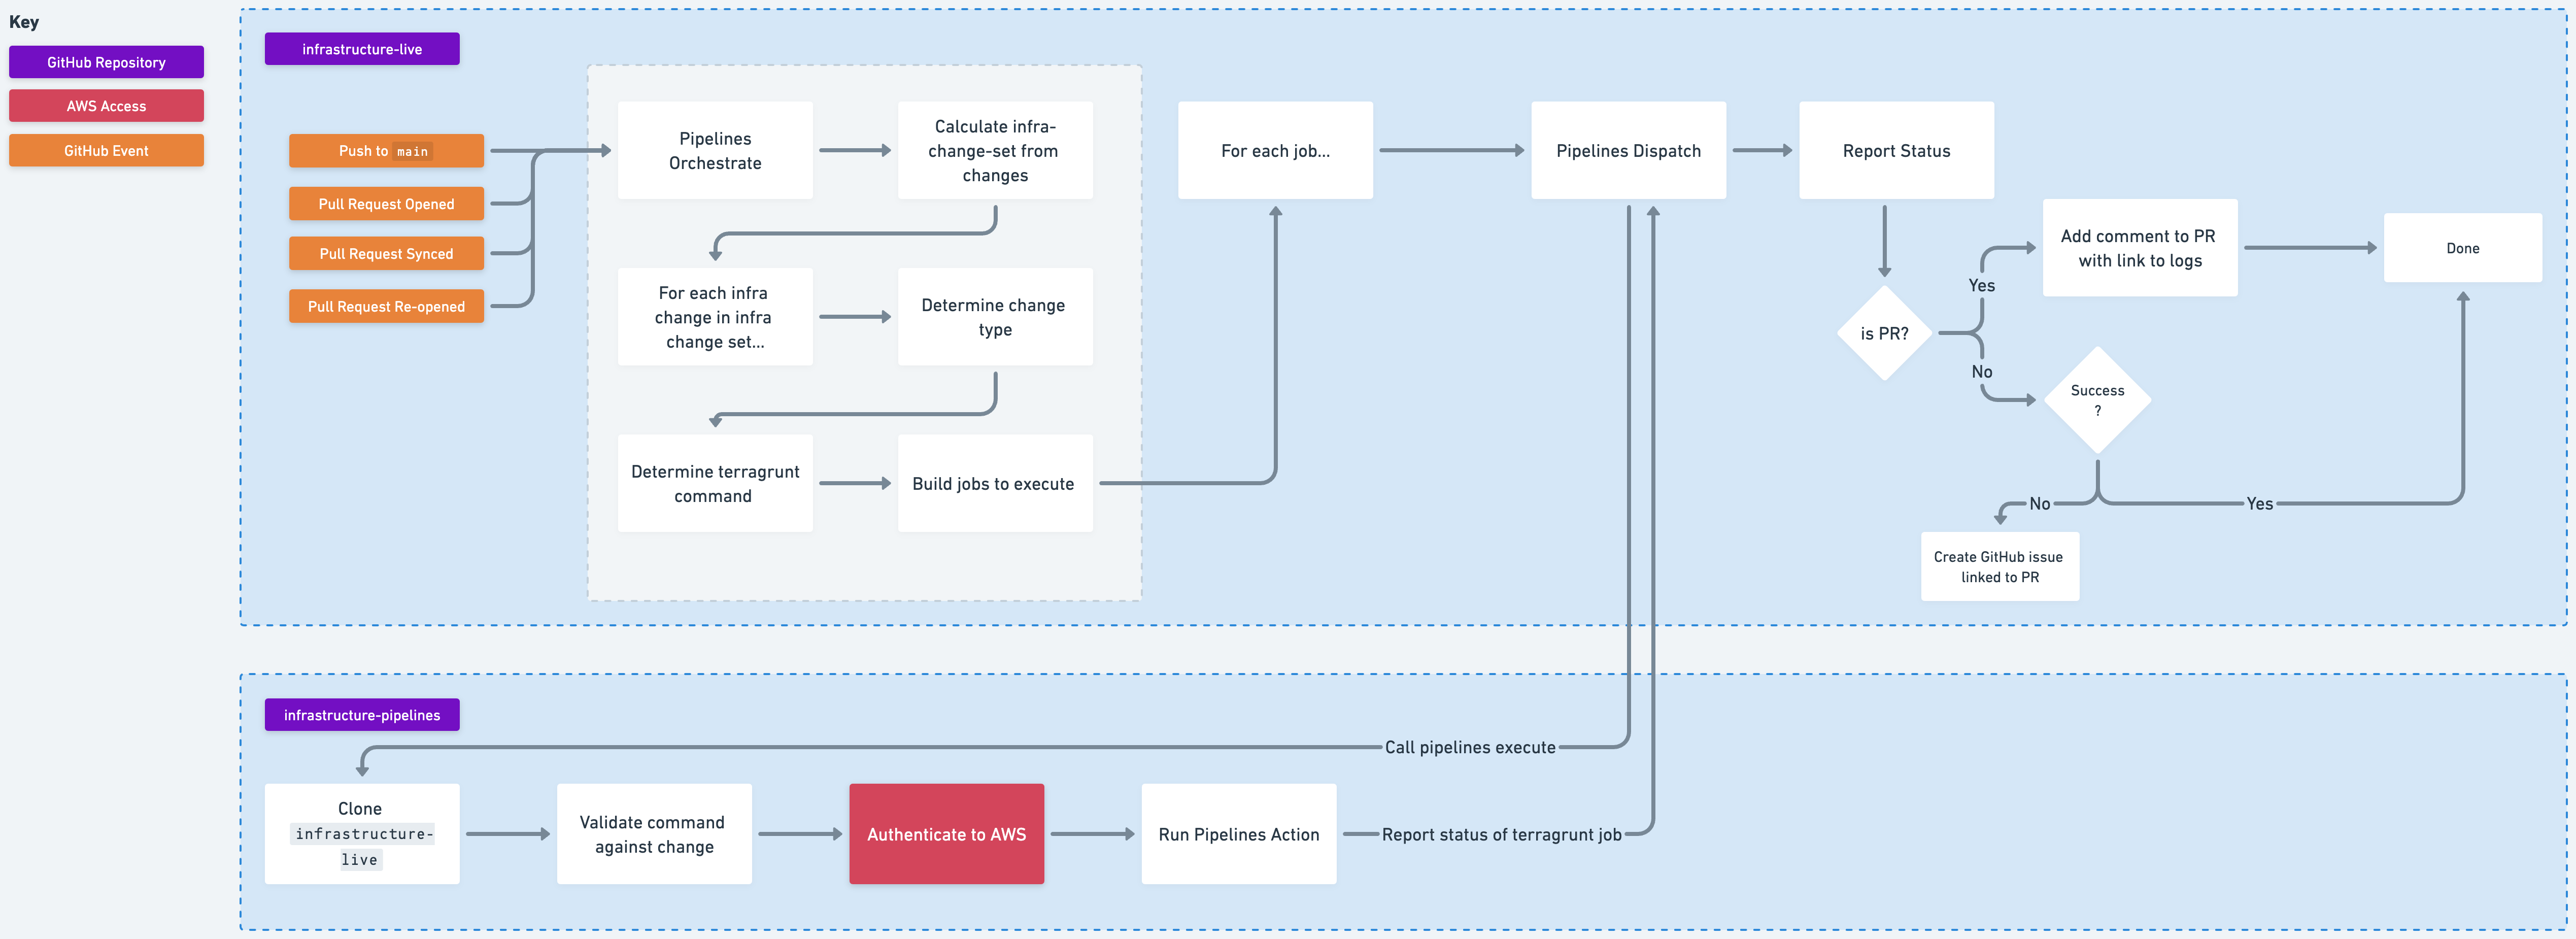 Key
GitHub Repository
AWS Access
GitHub Event
infrastructure-live
Push to main
Pull Request Opened
Pull Request Synced
Pull Request Re-opened
Pipelines
Orchestrate
Calculate infra-
change-set from
changes
For each infra
change in infra
change set...
Determine change
type
Determine terragrunt
command
Build jobs to execute
For each job...
Pipelines Dispatch
Report Status
is PR?
Yes
No
Add comment to PR
with link to logs
Done
Success
?
No
Yes
Create GitHub issue
linked to PR
infrastructure-pipelines
Call pipelines execute
Clone
infrastructure-
live
Validate command
against change
Authenticate to AWS
Run Pipelines Action
Report status of terragrunt job